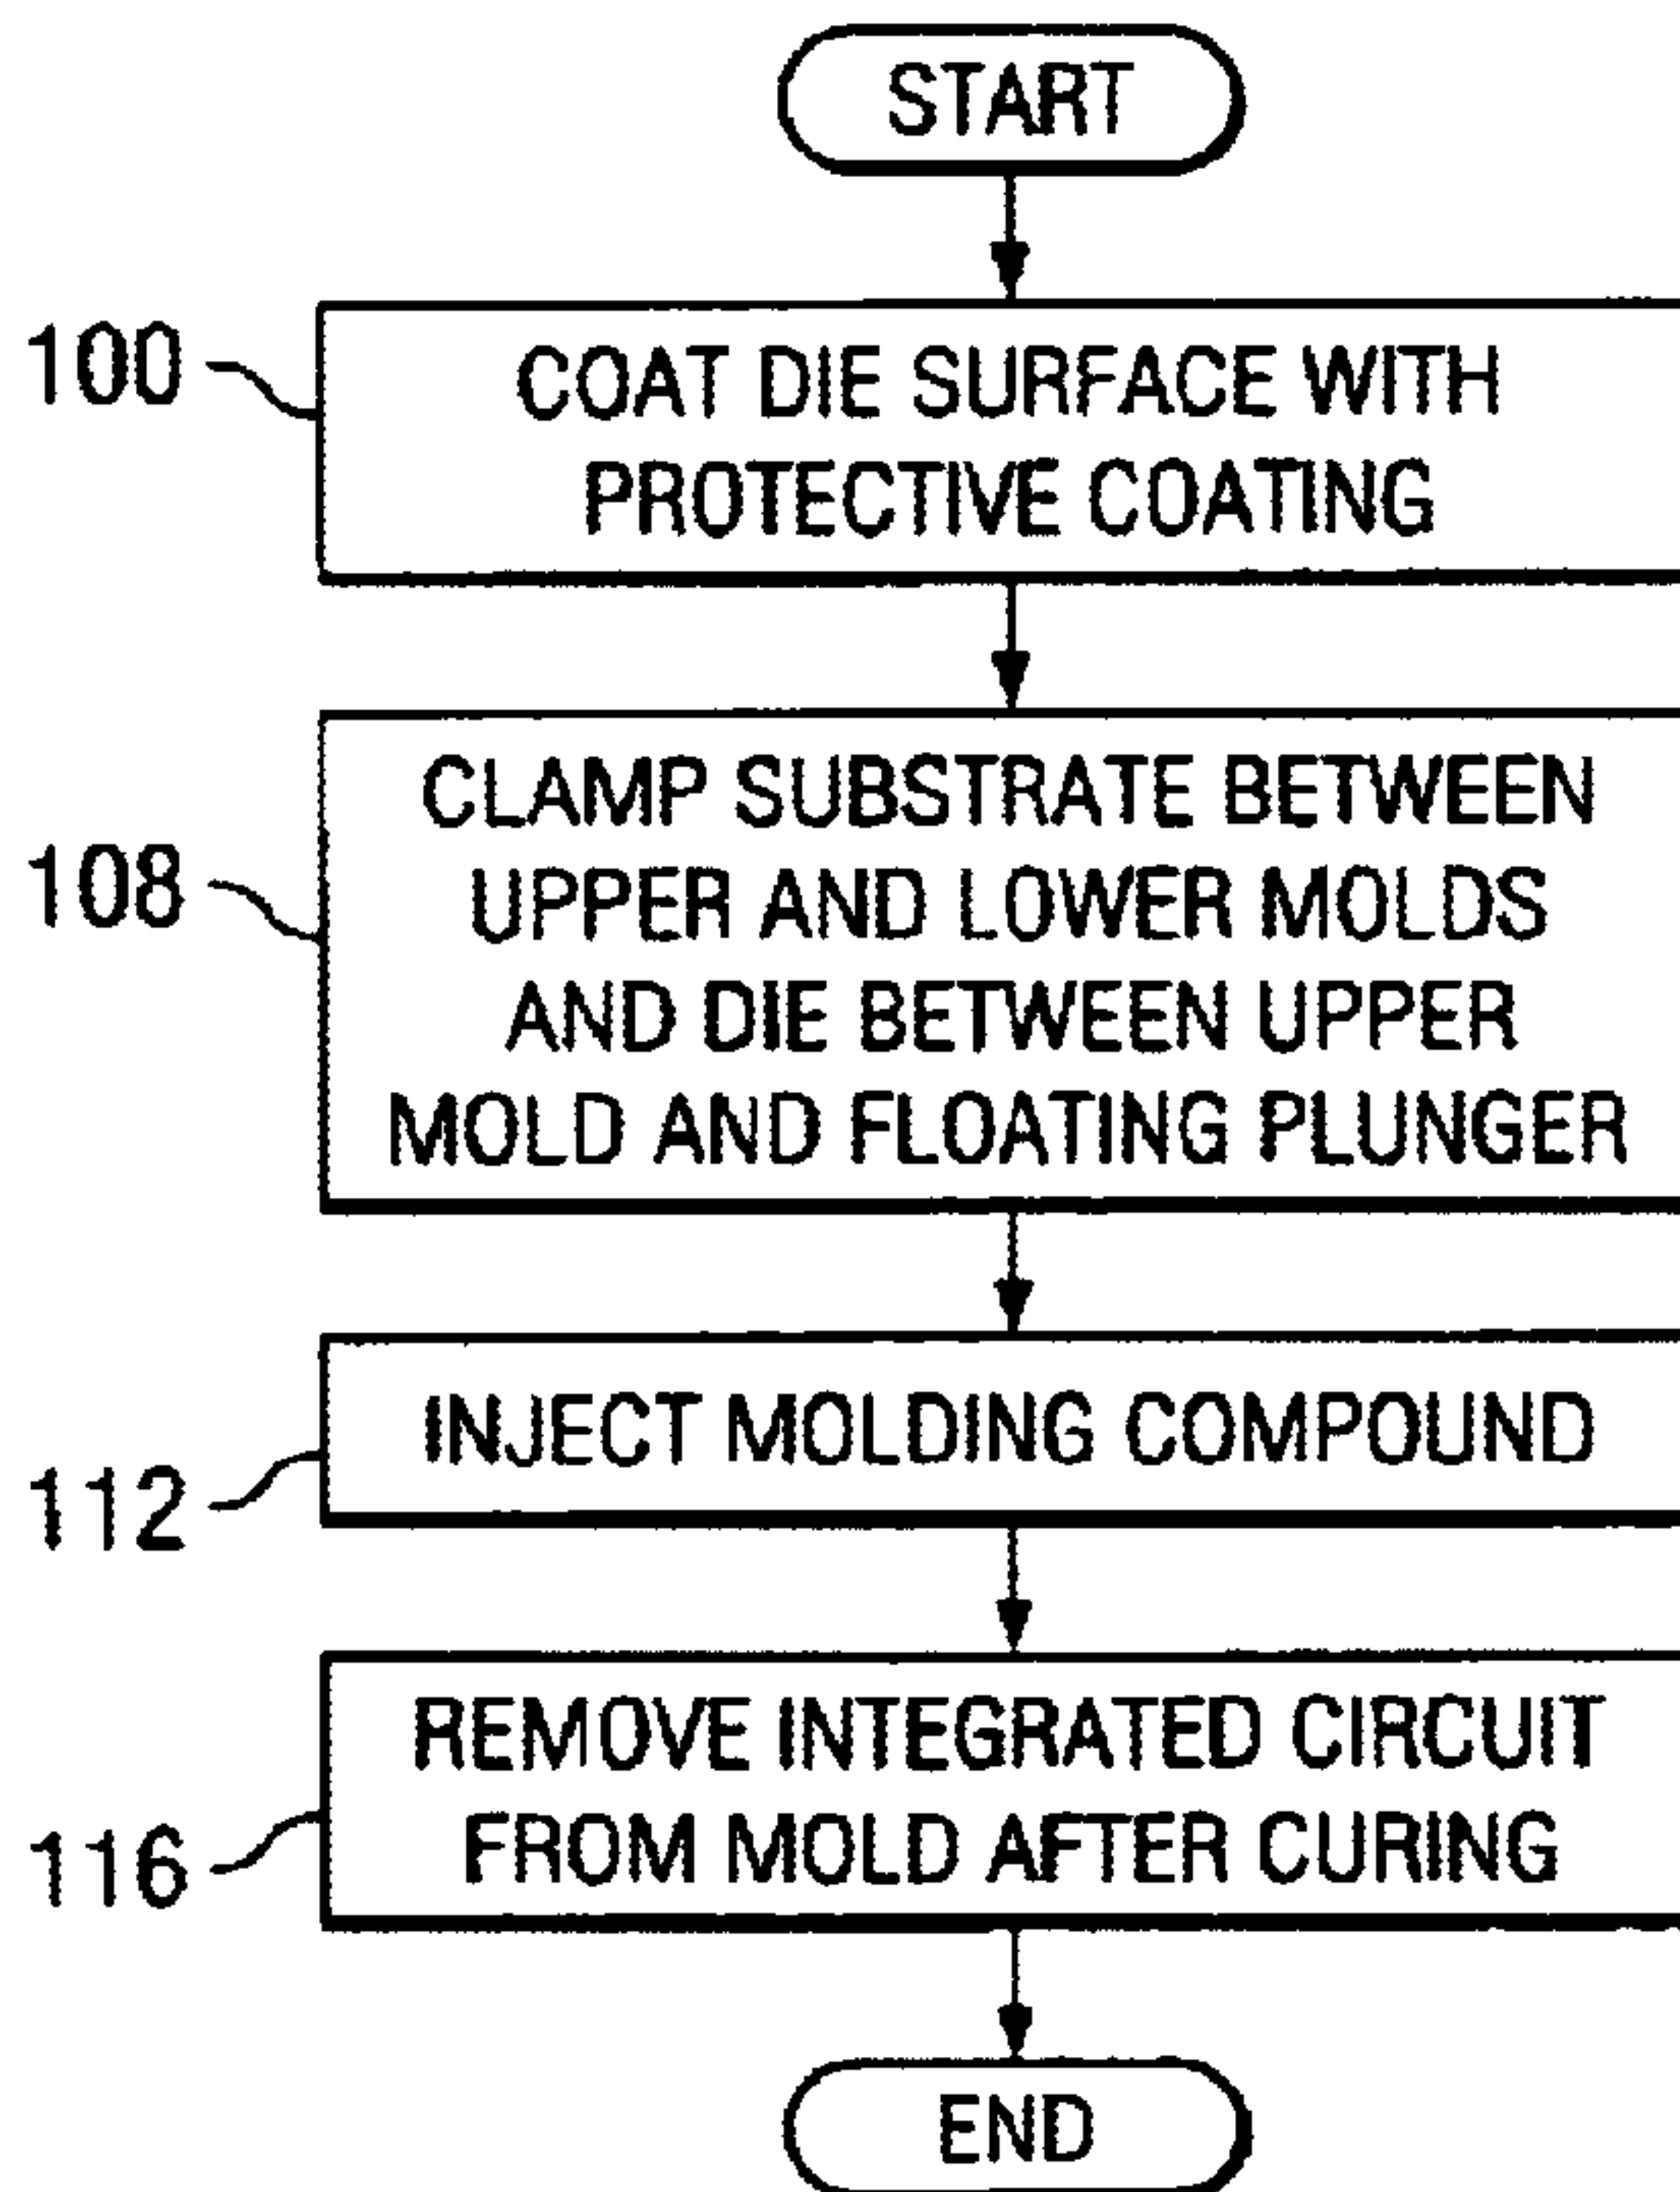 START
100
COAT DIE SURFACE WITH
PROTECTIVE COATING
108
CLAMP SUBSTRATE BETWEEN
UPPER AND LOWER MOLDS
AND DIE BETWEEN UPPER
MOLD AND FLOATING PLUNGER
112
INJECT MOLDING COMPOUND
116
REMOVE INTEGRATED CIRCUIT
FROM MOLD AFTER CURING
END